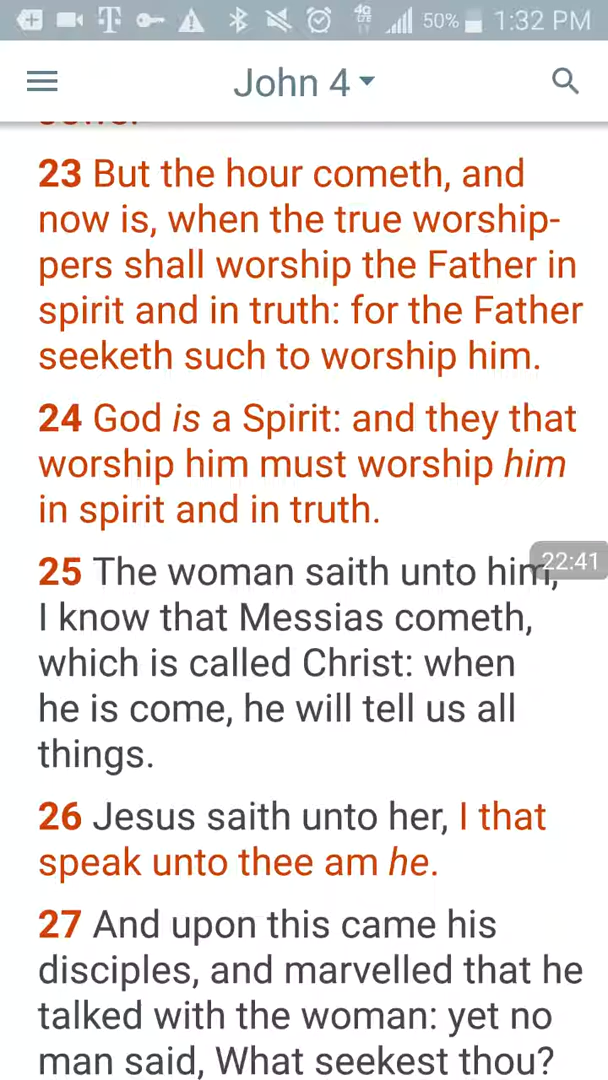 4G
LTE
50%
1:32 PM
John 4
23 But the hour cometh, and
now is, when the true worship-
pers shall worship the Father in
spirit and in truth: for the Father
seeketh such to worship him.
24 God is a Spirit: and they that
worship him must worship him
in spirit and in truth.
25 The woman saith unto him,
22:41
I know that Messias cometh,
which is called Christ: when
he is come, he will tell us all
things.
26 Jesus saith unto her, I that
speak unto thee am he.
27 And upon this came his
disciples, and marvelled that he
talked with the woman: yet no
man said, What seekest thou?